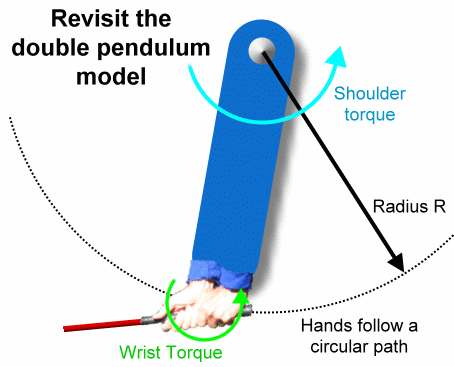 Revisit the
double pendulum
model
Shoulder
torque
Radius R
Hands follow a
circular path
Wrist Torque